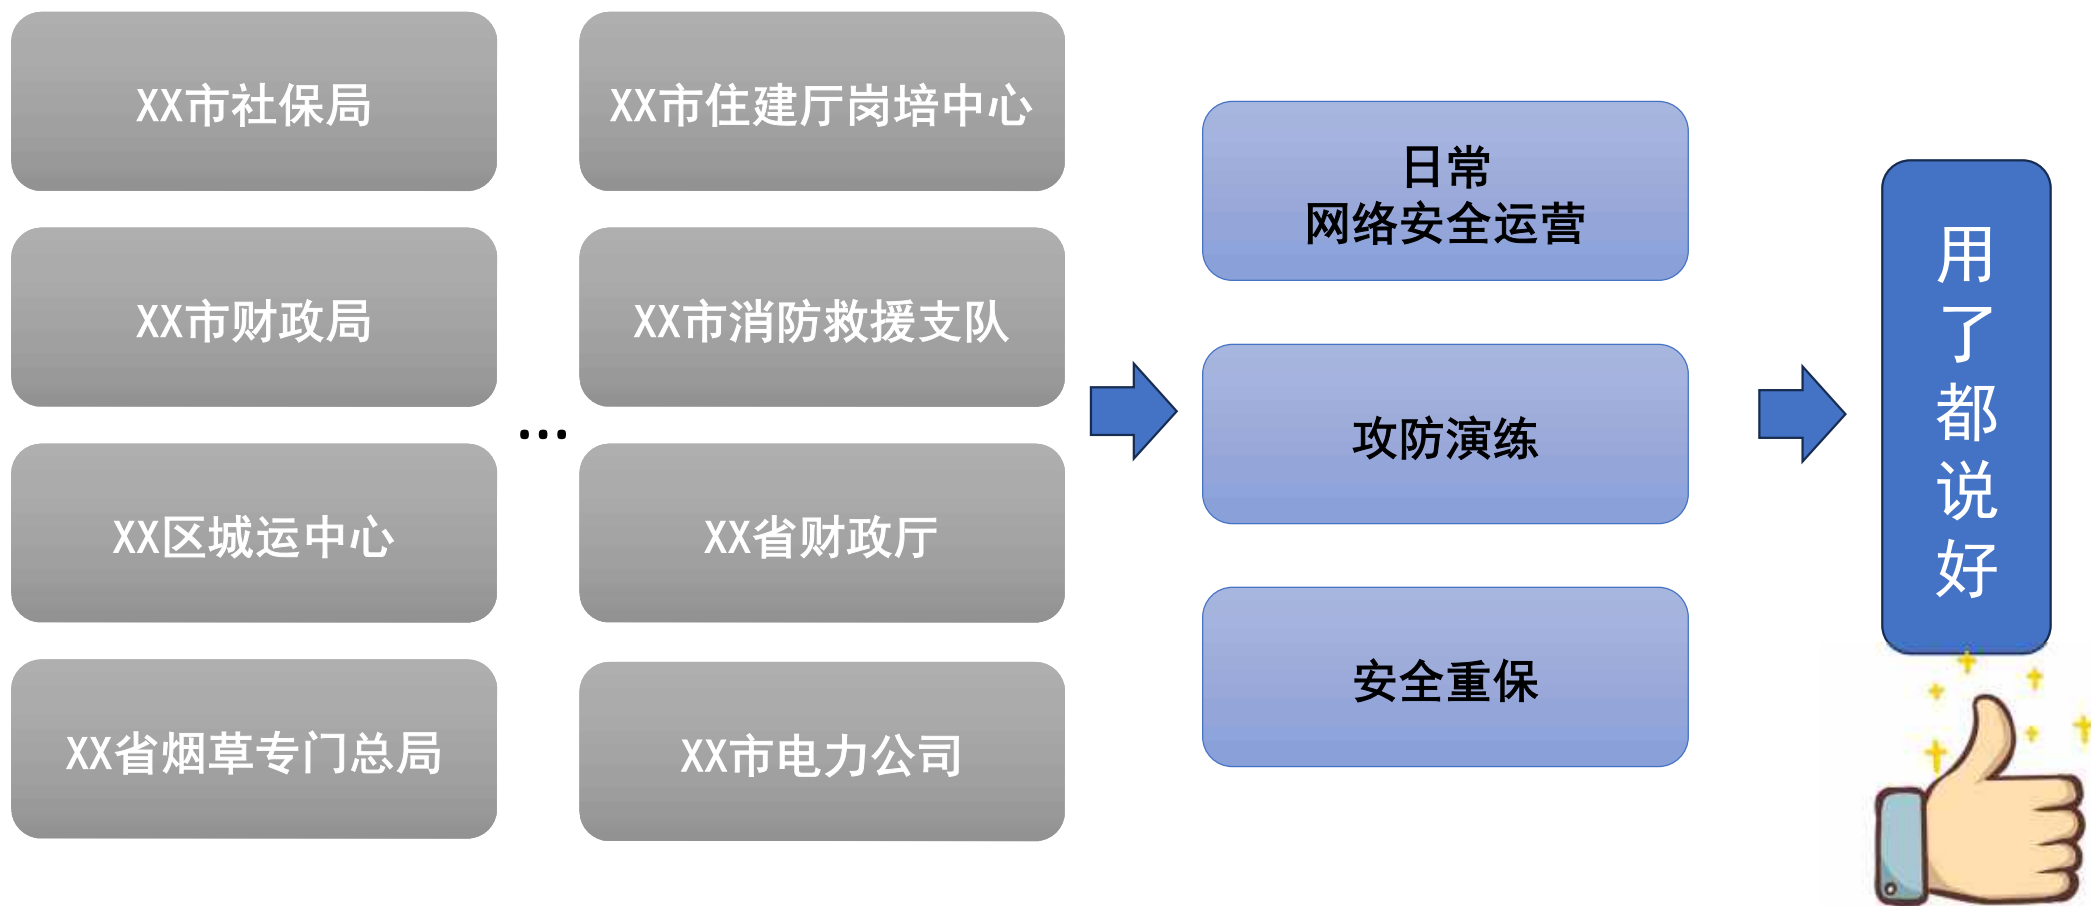 XX市社保局
XX市住建厅岗培中心
XX市财政局
XX市消防救援支队
...
XX区城运中心
XX省财政厅
XX省烟草专门总局
XX市电力公司
日常
网络安全运营
攻防演练
安全重保
用了都说好